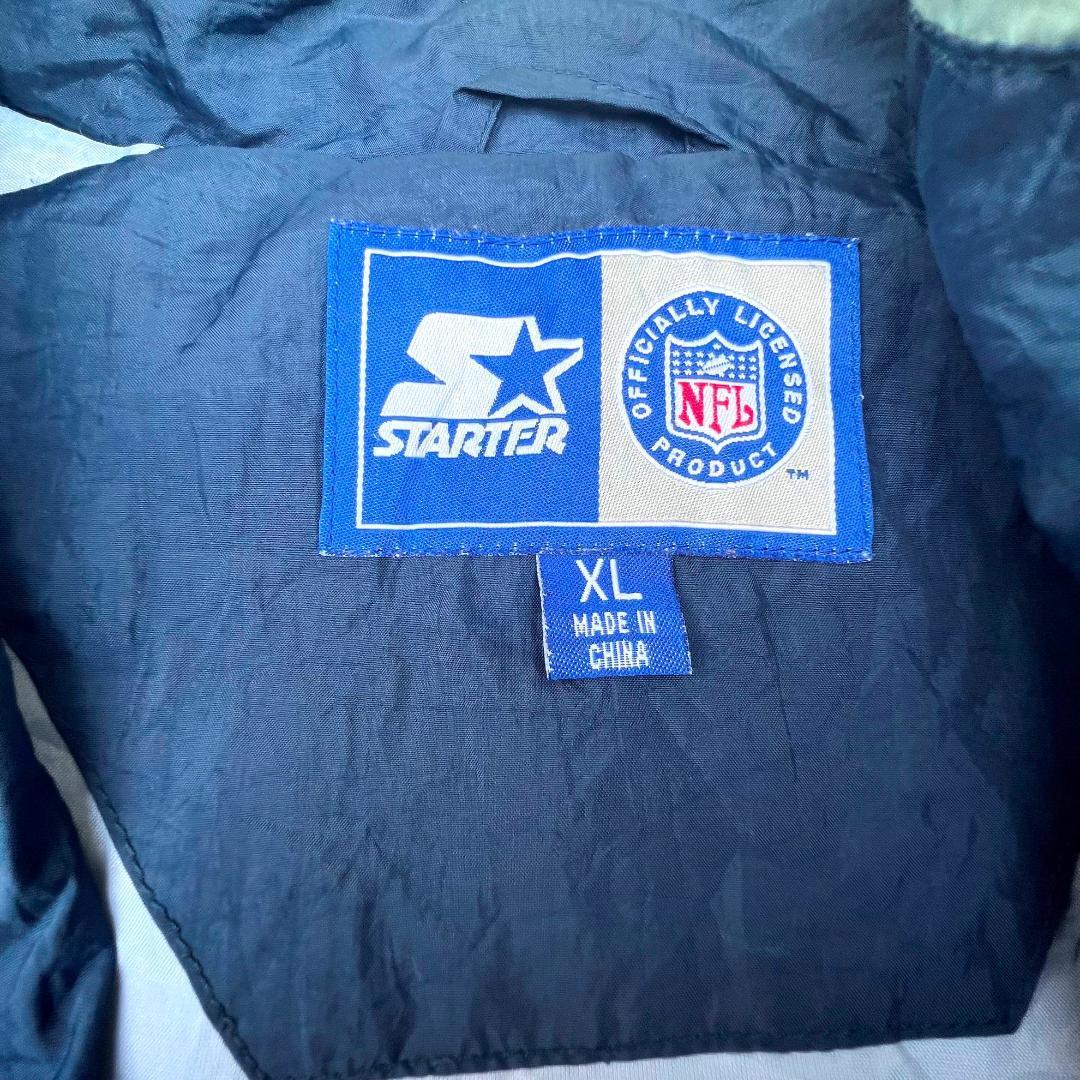 STARTER
OFFICIALLY LICENSED
NFL
PRODUCT
TM
XL
MADE IN
CHINA